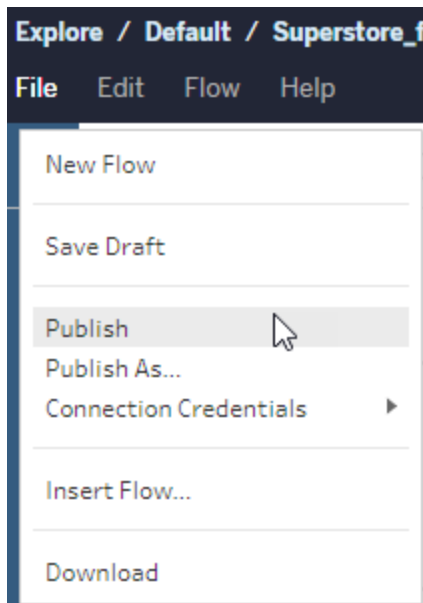 Explore / Default / Superstore_f
File Edit Flow Help
New Flow
Save Draft
Publish
Publish As...
Connection Credentials
Insert Flow...
Download